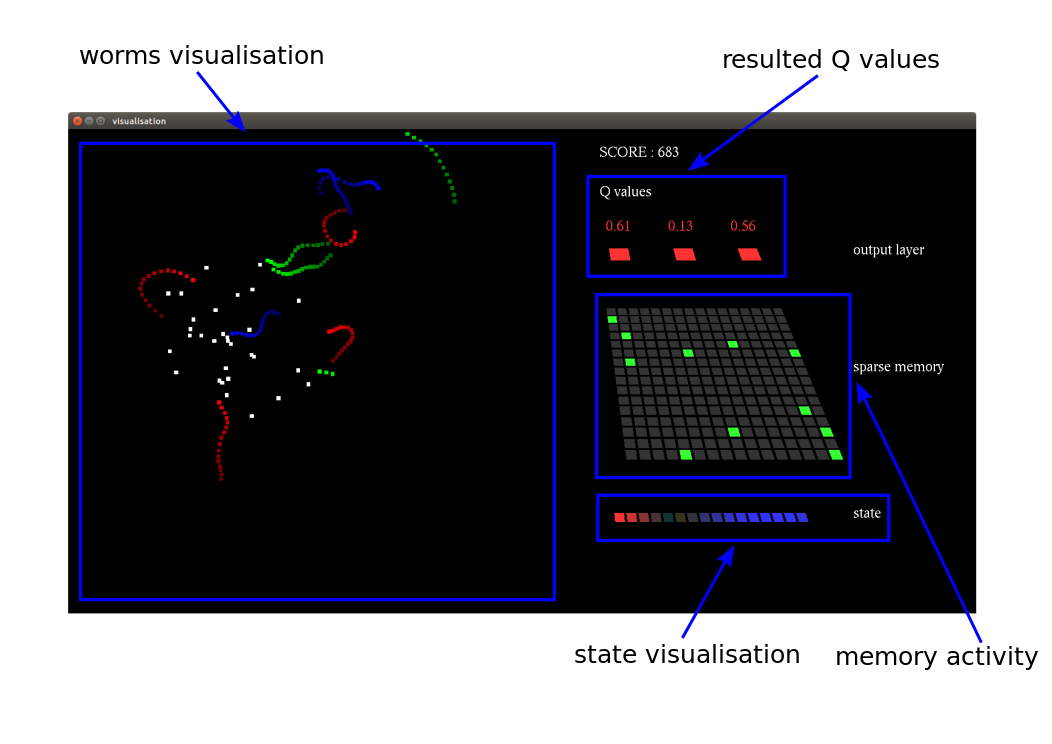 worms visualisation
resulted Q values
visualisation
SCORE : 683
Q values
0.61 0.13 0.56
output layer
sparse memory
state
state visualisation
memory activity